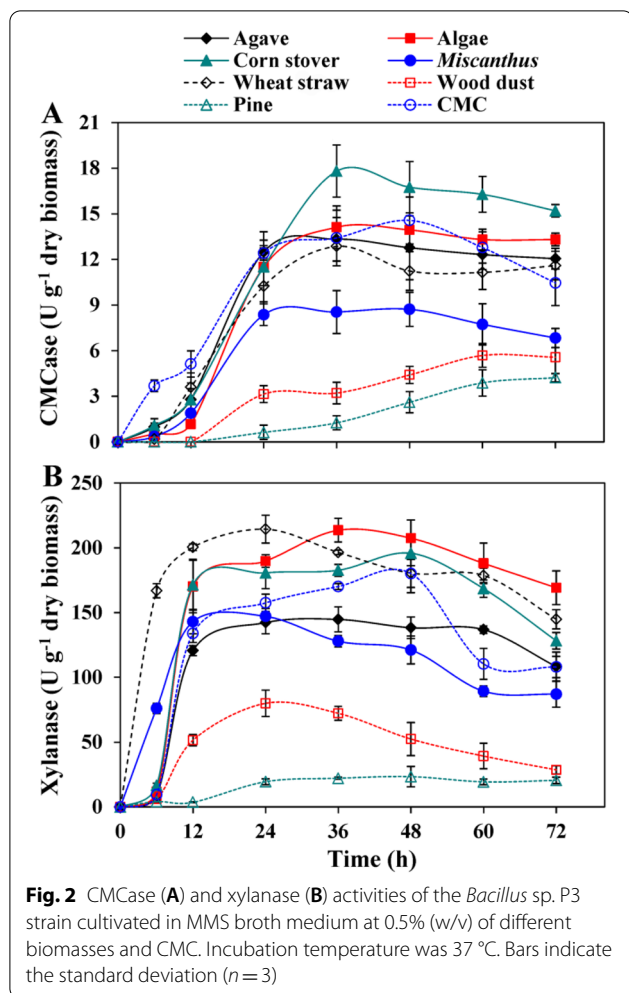 Agave Algae
Corn stover Miscanthus
Wheat straw Wood dust
Pine CMC
A
21
18
15
12
9
6
3
0
CMCase (U g-1 dry biomass)
B
250
200
150
100
50
0
Xylanase (U g-1 dry biomass)
0 12 24 36 48 60 72
Time (h)
Fig. 2 CMCase (A) and xylanase (B) activities of the Bacillus sp. P3
strain cultivated in MMS broth medium at 0.5% (w/v) of different
biomasses and CMC. Incubation temperature was 37 °C. Bars indicate
the standard deviation (n = 3)